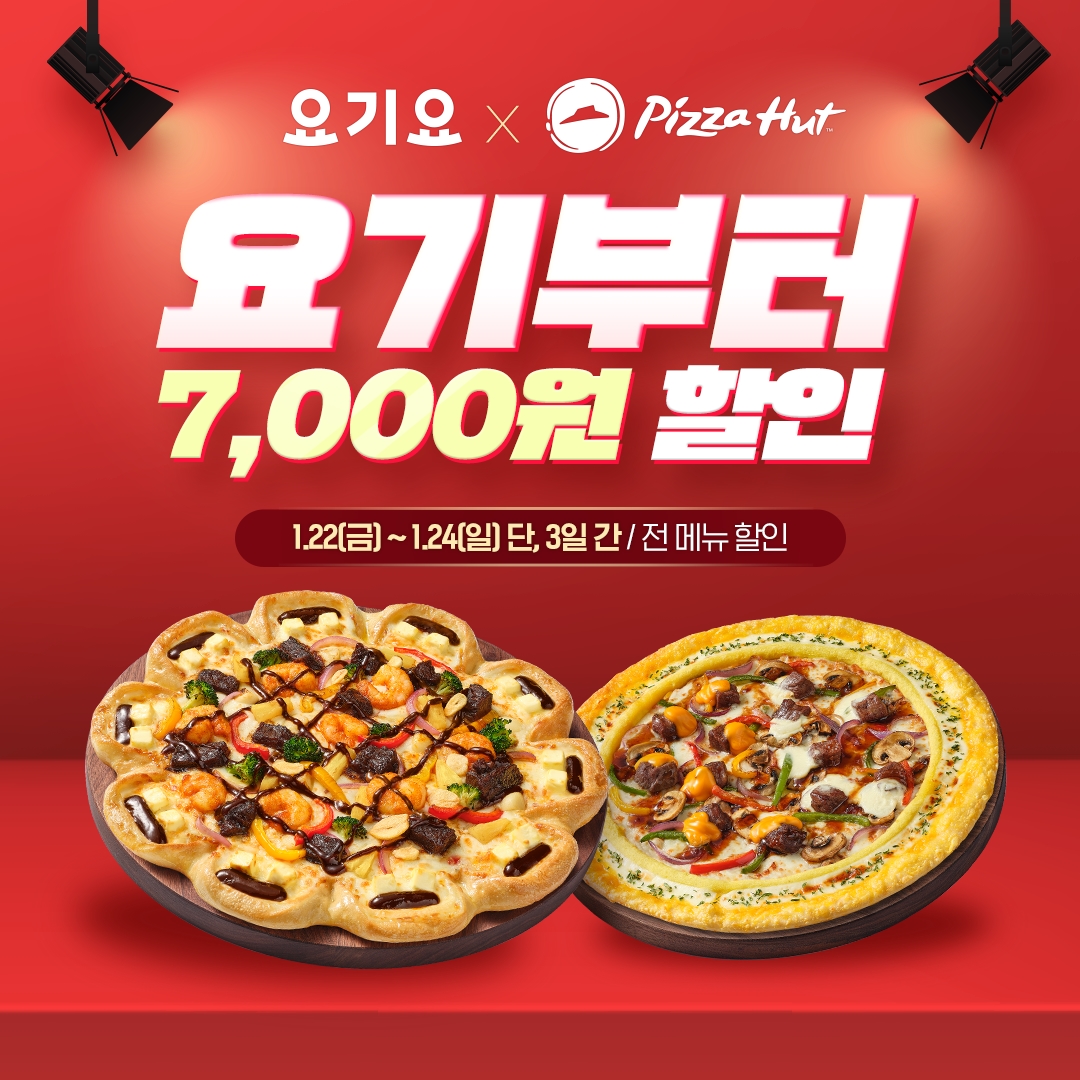 요기요 × Pizza Hut™
요기부터
7,000원 할인
1.22(금) ~ 1.24(일) 단, 3일 간 / 전 메뉴 할인